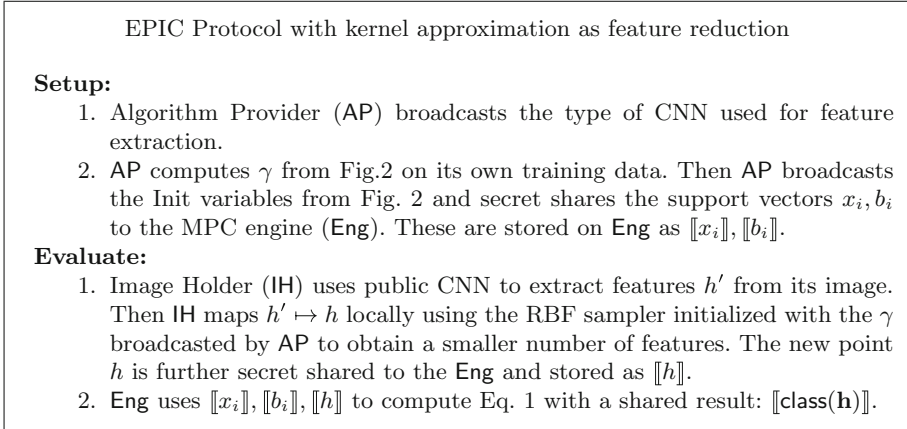 EPIC Protocol with kernel approximation as feature reduction
Setup:
1. Algorithm Provider (AP) broadcasts the type of CNN used for feature
extraction.
2. AP computes γ from Fig.2 on its own training data. Then AP broadcasts
the Init variables from Fig. 2 and secret shares the support vectors xᵢ, bᵢ
to the MPC engine (Eng). These are stored on Eng as ⟦xᵢ⟧, ⟦bᵢ⟧.
Evaluate:
1. Image Holder (IH) uses public CNN to extract features h′ from its image.
Then IH maps h′ ↦ h locally using the RBF sampler initialized with the γ
broadcasted by AP to obtain a smaller number of features. The new point
h is further secret shared to the Eng and stored as ⟦h⟧.
2. Eng uses ⟦xᵢ⟧, ⟦bᵢ⟧, ⟦h⟧ to compute Eq. 1 with a shared result: ⟦class(h)⟧.